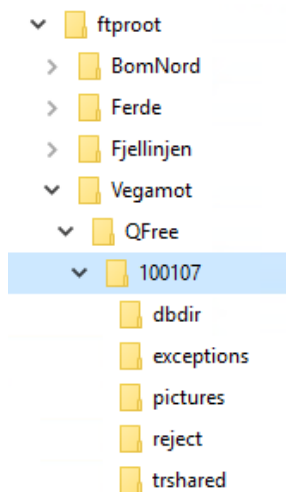 ftproot
BomNord
Ferde
Fjellinjen
Vegamot
QFree
100107
dbdir
exceptions
pictures
reject
trshared